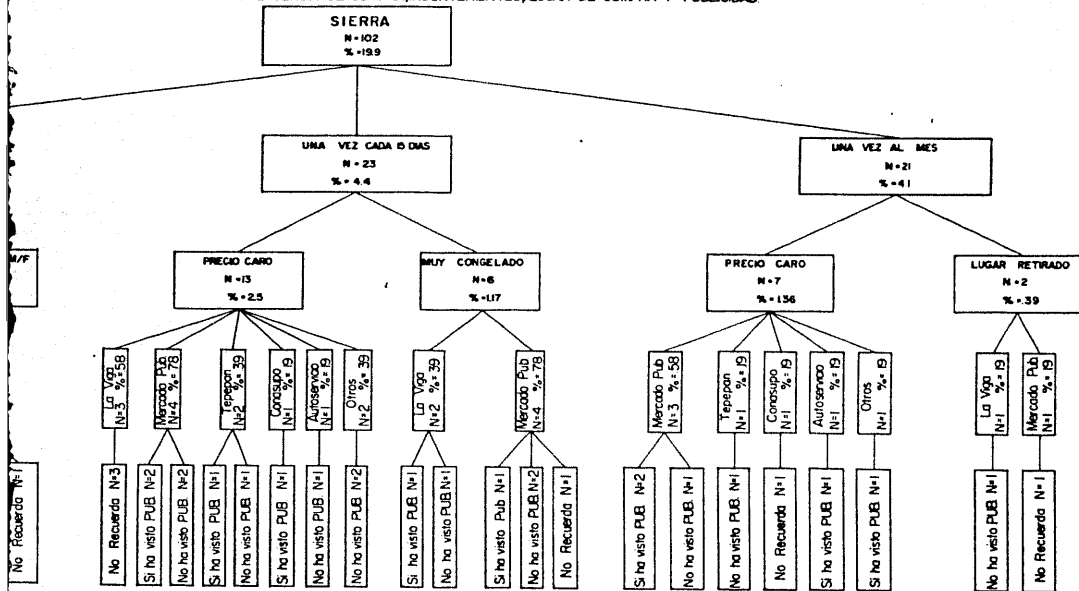 SIERRA
N=102
%=19.9
UNA VEZ CADA 15 DIAS
N=23
%=4.4
UNA VEZ AL MES
N=21
%=4.1
M/F
PRECIO CARO
N=13
%=2.5
MUY CONGELADO
N=6
%=1.17
PRECIO CARO
N=7
%=1.36
LUGAR RETIRADO
N=2
%=.39
La Viga
N=3 %=.58
Mercado Pub
N=4 %=.78
Tepepan
N=2 %=.39
Conasupo
N=1 %=.19
Autoservicio
N=1 %=.19
Otros
N=2 %=.39
La Viga
N=2 %=.39
Mercado Pub
N=4 %=.78
Mercado Pub
N=3 %=.58
Tepepan
N=1 %=.19
Conasupo
N=1 %=.19
Autoservicio
N=1 %=.19
Otros
N=1 %=.19
La Viga
N=1 %=.19
Mercado Pub
N=1 %=.19
No Recuerda N=1
No Recuerda N=3
Si ha visto PUB. N=2
No ha visto PUB. N=2
Si ha visto PUB. N=1
No ha visto PUB. N=1
Si ha visto PUB N=1
No ha visto PUB. N=1
No ha visto PUB. N=2
Si ha visto PUB. N=1
No ha visto PUB. N=1
Si ha visto Pub N=1
No ha visto PUB. N=2
No Recuerda N=1
Si ha visto PUB N=2
No ha visto PUB. N=1
No ha visto PUB. N=1
No Recuerda N=1
Si ha visto PUB. N=1
Si ha visto PUB. N=1
No ha visto PUB. N=1
No Recuerda N=1